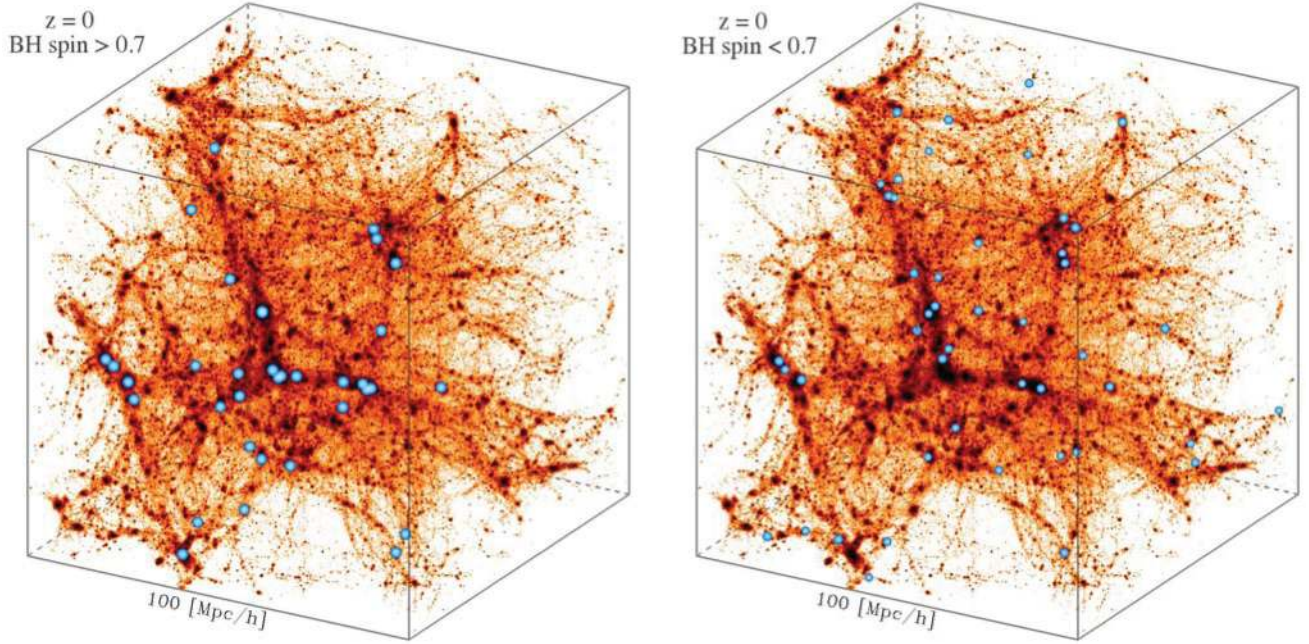 z = 0
BH spin > 0.7
100 [Mpc/h]
z = 0
BH spin < 0.7
100 [Mpc/h]